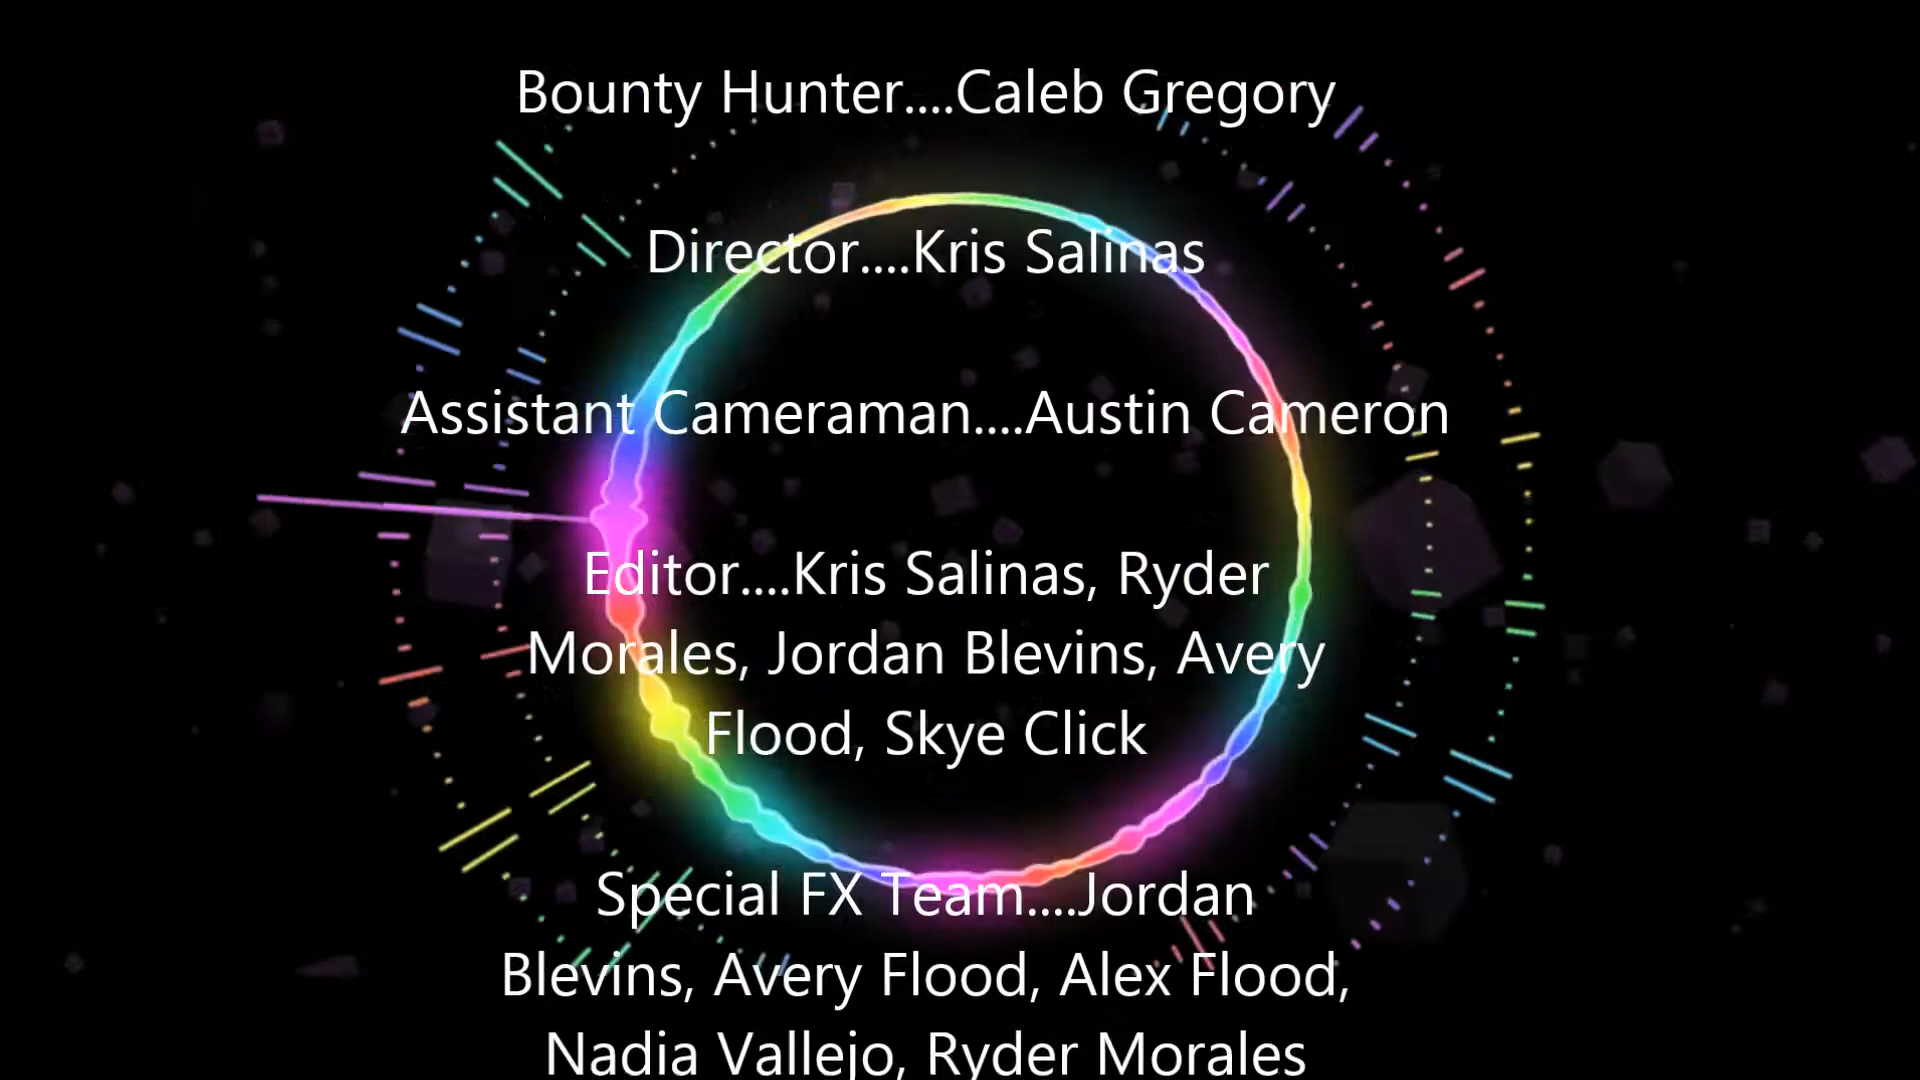 Bounty Hunter....Caleb Gregory
Director....Kris Salinas
Assistant Cameraman....Austin Cameron
Editor....Kris Salinas, Ryder
Morales, Jordan Blevins, Avery
Flood, Skye Click
Special FX Team....Jordan
Blevins, Avery Flood, Alex Flood,
Nadia Vallejo, Ryder Morales